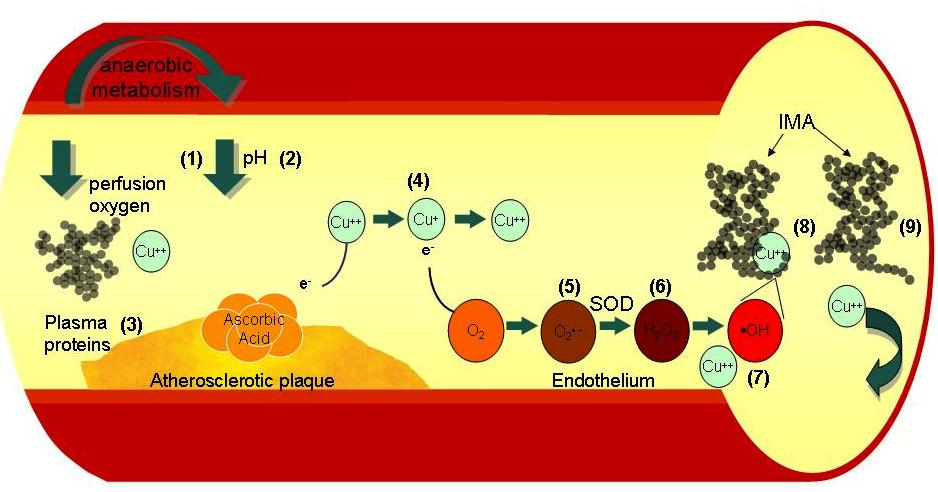 anaerobic
metabolism
(1) pH (2)
perfusion
oxygen
Cu++
Plasma (3)
proteins
Ascorbic
Acid
Atherosclerotic plaque
e-
Cu++
(4)
Cu+
e-
Cu++
O2
(5)
O2•-
SOD
(6)
H2O2
•OH
Cu++
(7)
Endothelium
IMA
(8)
Cu++
(9)
Cu++